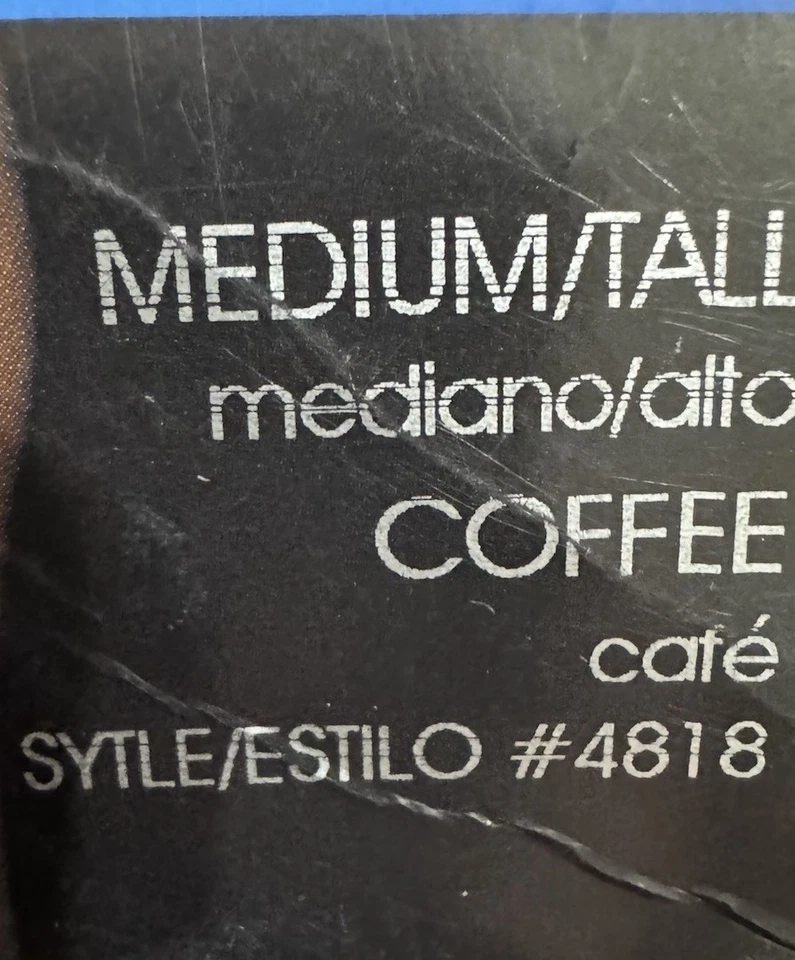 MEDIUM/TALL
mediano/alto
COFFEE
café
SYTLE/ESTILO #4818